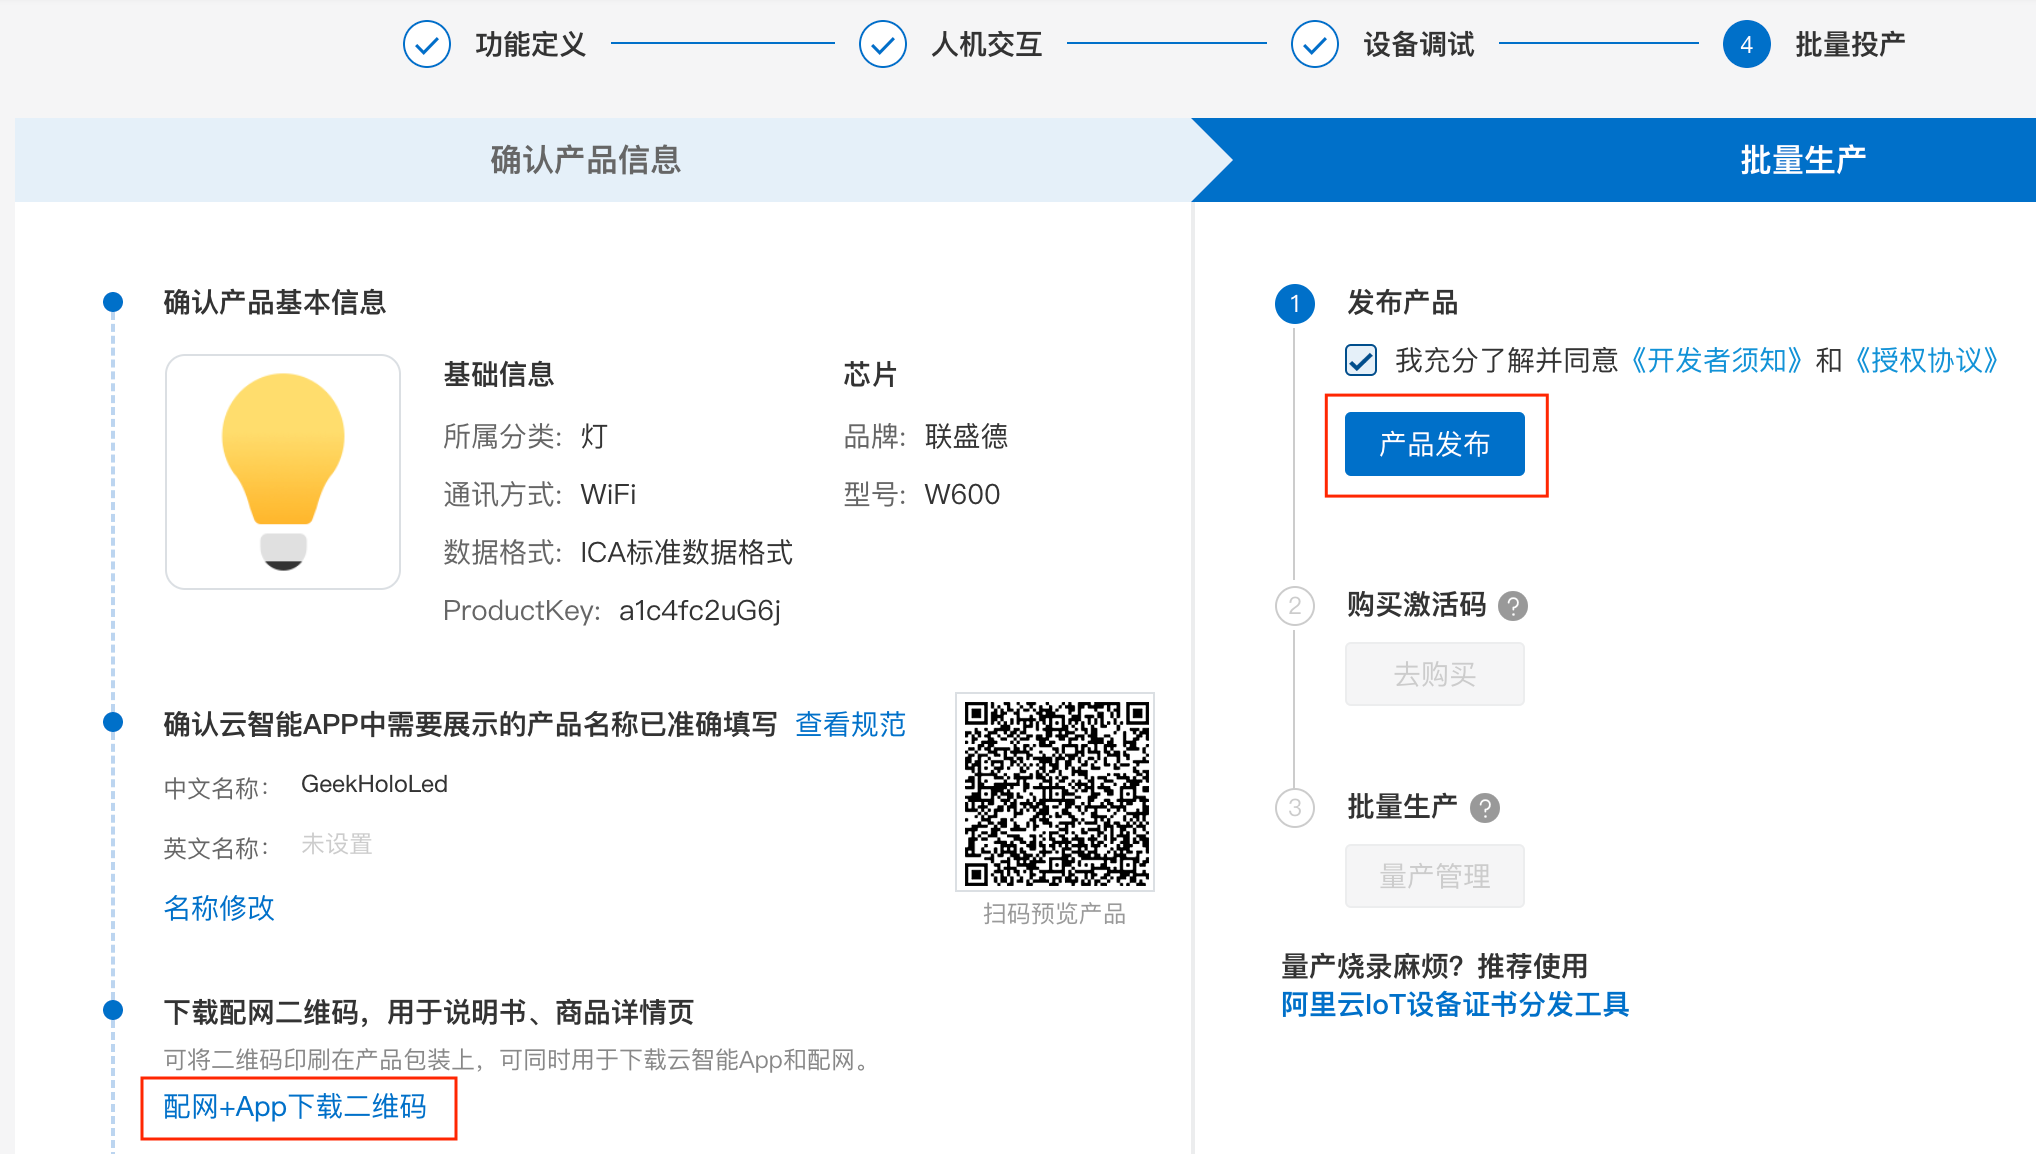 功能定义
人机交互
设备调试
4 批量投产
确认产品信息
批量生产
确认产品基本信息
基础信息
所属分类: 灯
通讯方式: WiFi
数据格式: ICA标准数据格式
ProductKey: a1c4fc2uG6j
芯片
品牌: 联盛德
型号: W600
确认云智能APP中需要展示的产品名称已准确填写 查看规范
中文名称: GeekHoloLed
英文名称: 未设置
名称修改
扫码预览产品
下载配网二维码，用于说明书、商品详情页
可将二维码印刷在产品包装上，可同时用于下载云智能App和配网。
配网+App下载二维码
1 发布产品
我充分了解并同意《开发者须知》和《授权协议》
产品发布
2 购买激活码 ?
去购买
3 批量生产 ?
量产管理
量产烧录麻烦？推荐使用
阿里云IoT设备证书分发工具